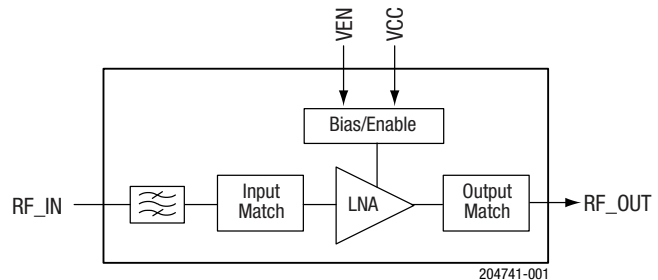 VEN
VCC
Bias/Enable
RF_IN
Input
Match
LNA
Output
Match
RF_OUT
204741-001